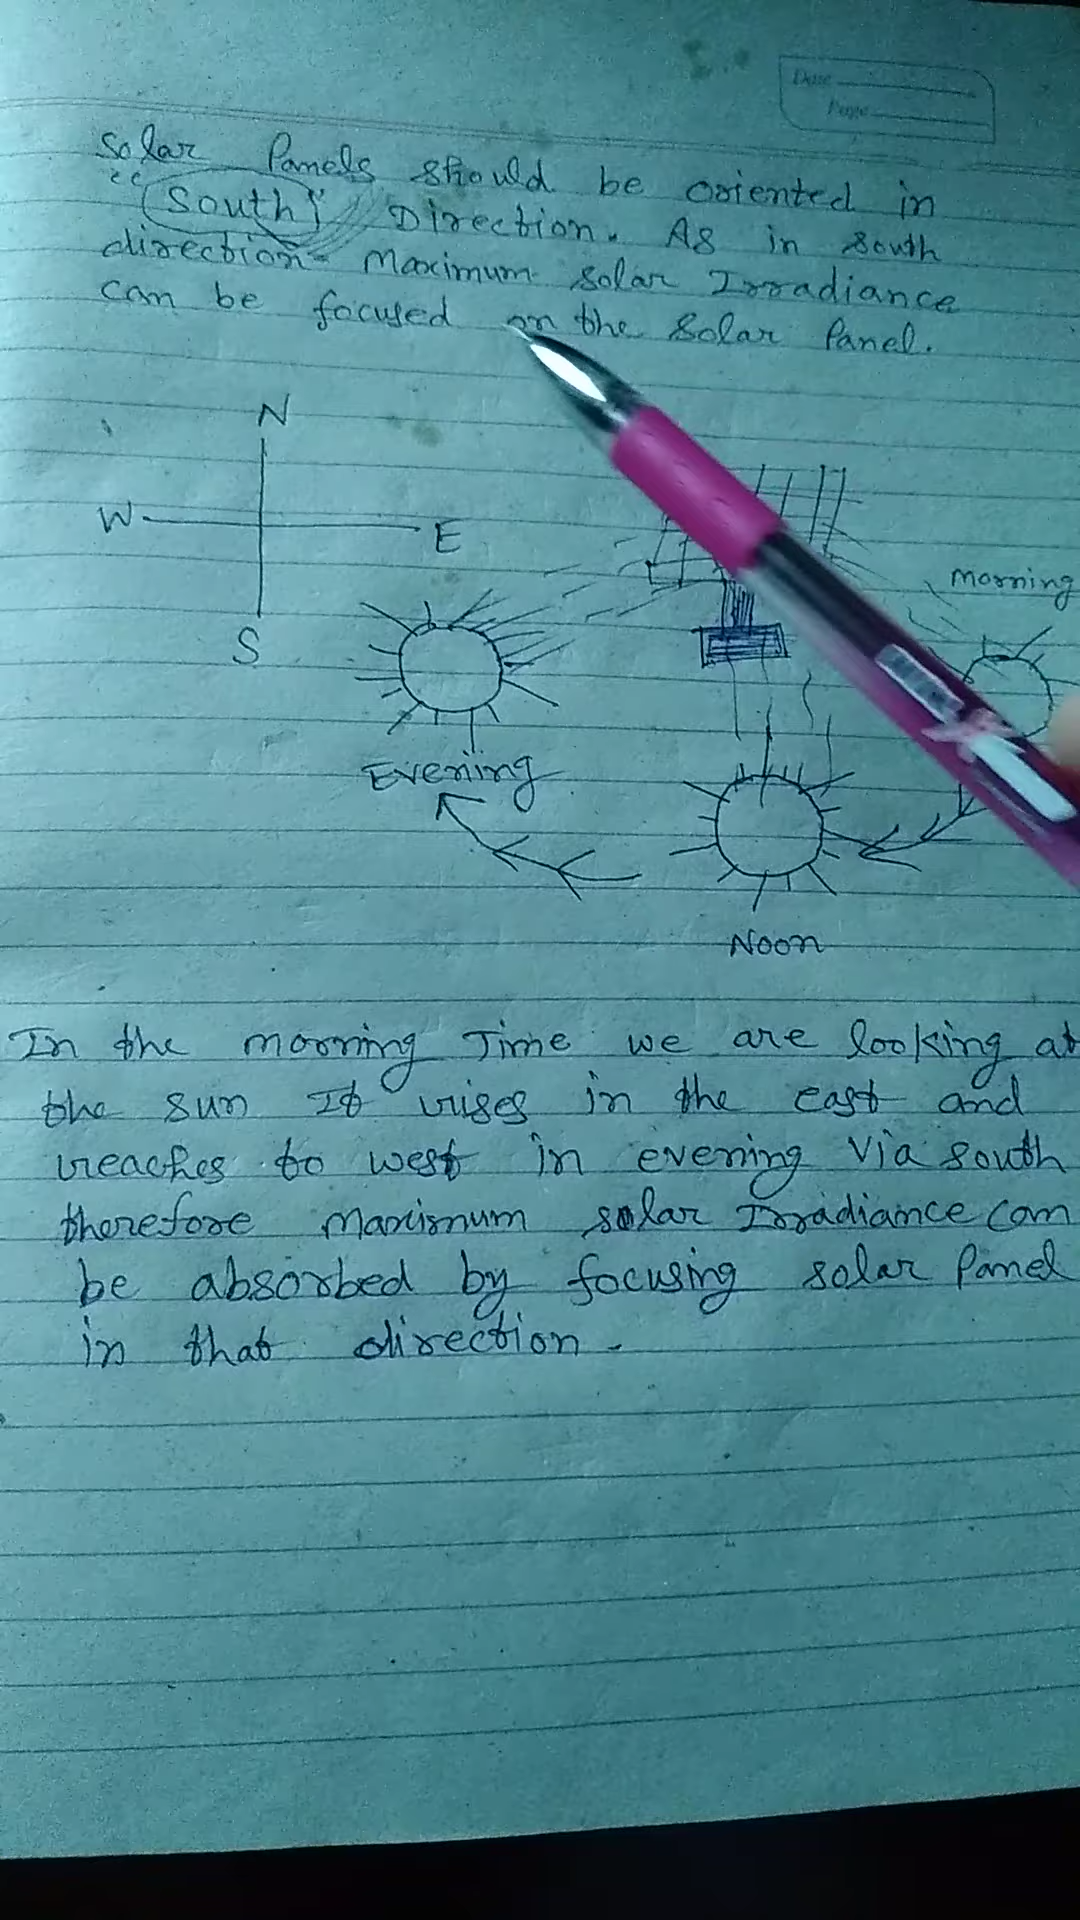 Date
Page
Solar Panels should be oriented in
"(South)" Direction. As in south
direction- Maximum Solar Irradiance
can be focused on the Solar Panel.
N
W
E
S
Morning
Evening
Noon
In the morning Time we are looking at
the sun It rises in the east and
reaches to west in evening via south
therefore maximum solar Irradiance can
be absorbed by focusing solar Panel
in that direction.